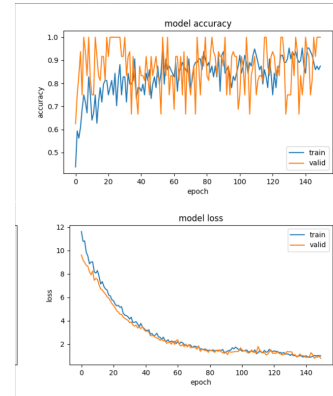 model accuracy
1.0
0.9
0.8
0.7
0.6
0.5
accuracy
0 20 40 60 80 100 120 140
epoch
train
valid
model loss
12
10
8
6
4
2
loss
train
valid
0 20 40 60 80 100 120 140
epoch